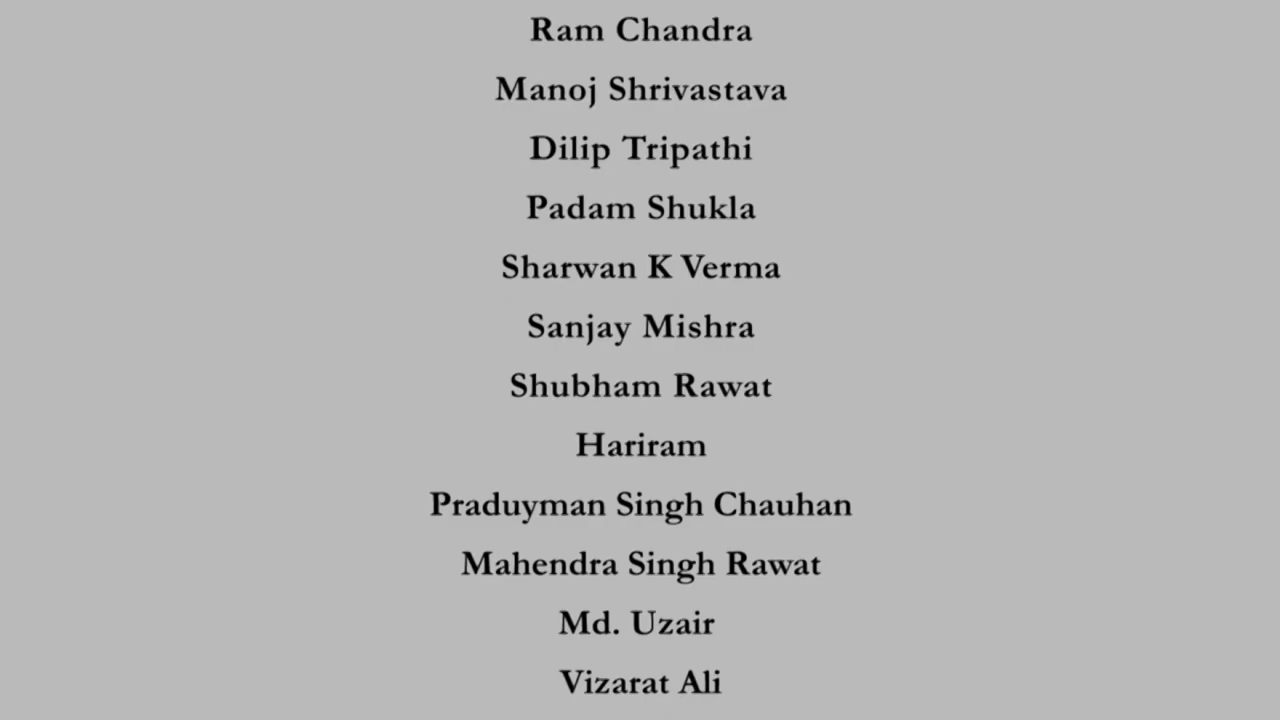 Ram Chandra
Manoj Shrivastava
Dilip Tripathi
Padam Shukla
Sharwan K Verma
Sanjay Mishra
Shubham Rawat
Hariram
Praduyman Singh Chauhan
Mahendra Singh Rawat
Md. Uzair
Vizarat Ali